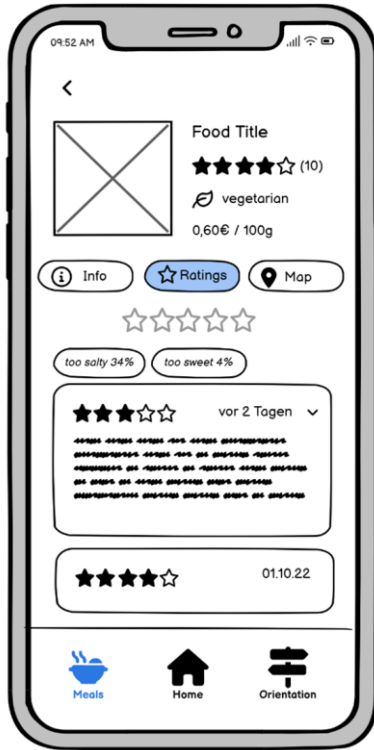 09:52 AM
Food Title
(10)
vegetarian
0,60€ / 100g
Info
Ratings
Map
too salty 34%
too sweet 4%
vor 2 Tagen
01.10.22
Meals
Home
Orientation